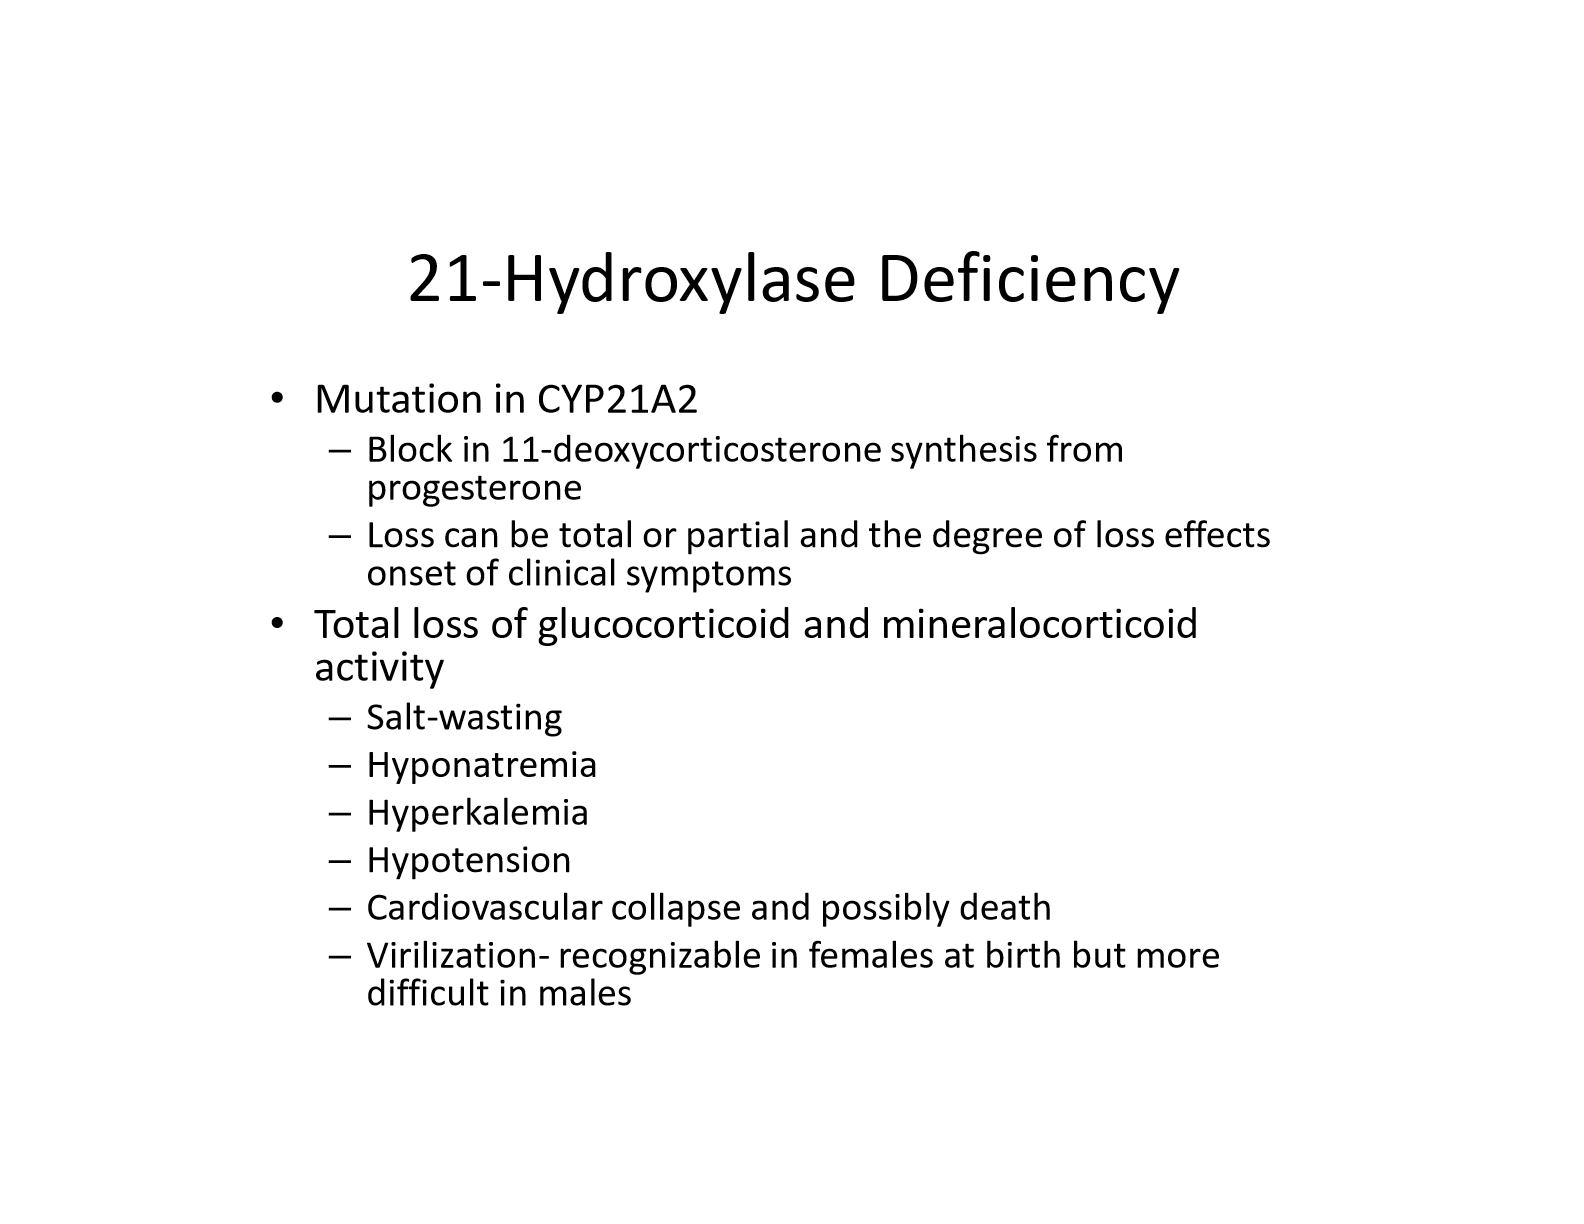 21-Hydroxylase Deficiency
• Mutation in CYP21A2
– Block in 11-deoxycorticosterone synthesis from
progesterone
– Loss can be total or partial and the degree of loss effects
onset of clinical symptoms
• Total loss of glucocorticoid and mineralocorticoid
activity
– Salt-wasting
– Hyponatremia
– Hyperkalemia
– Hypotension
– Cardiovascular collapse and possibly death
– Virilization- recognizable in females at birth but more
difficult in males